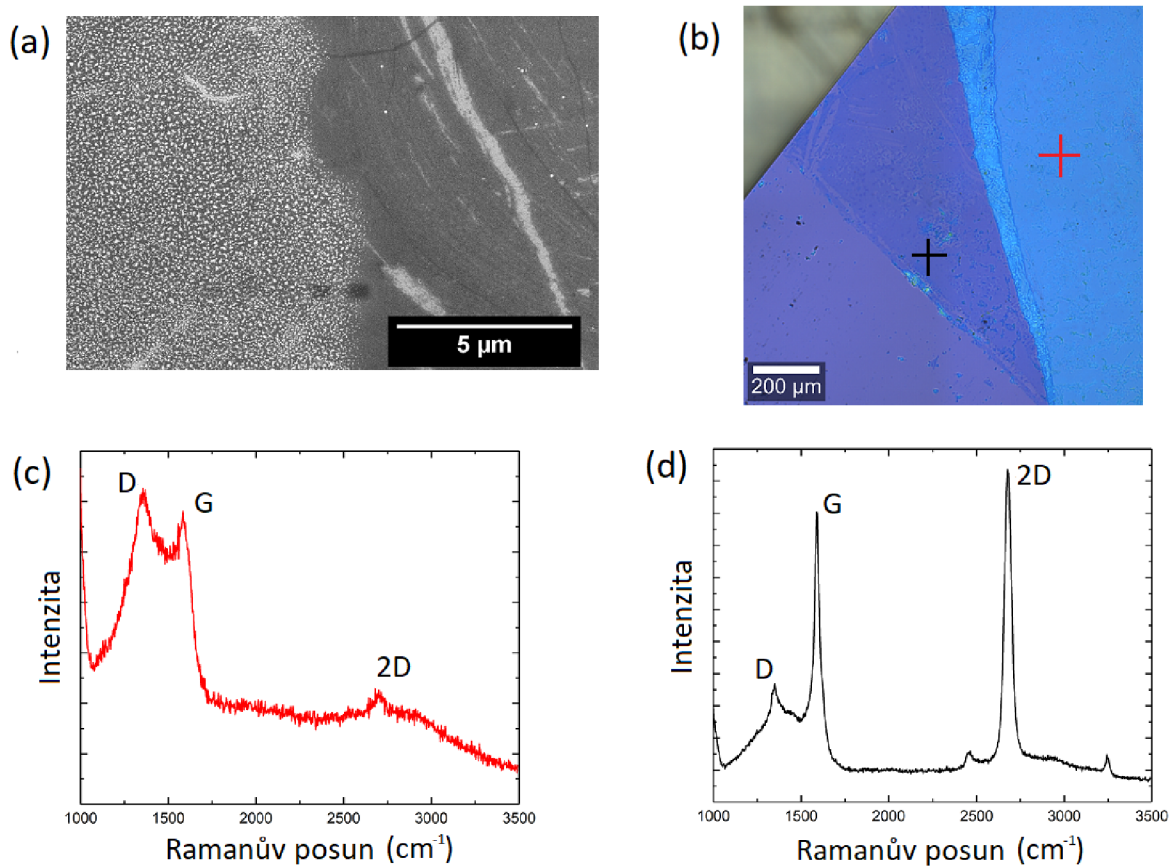 (a)
5 µm
(b)
200 µm
(c)
D
G
2D
Intenzita
1000 1500 2000 2500 3000 3500
Ramanův posun (cm⁻¹)
(d)
G
2D
D
Intenzita
1000 1500 2000 2500 3000 3500
Ramanův posun (cm⁻¹)